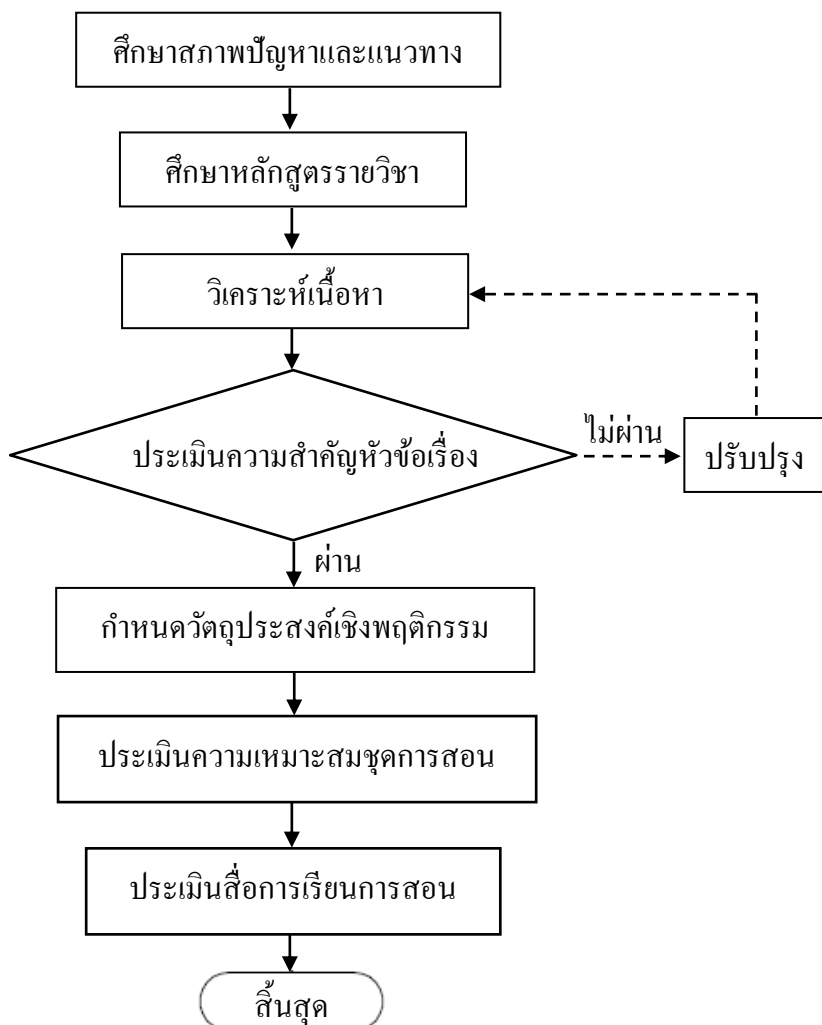 ศึกษาสภาพปัญหาและแนวทาง
ศึกษาหลักสูตรรายวิชา
วิเคราะห์เนื้อหา
ประเมินความสำคัญหัวข้อเรื่อง
ไม่ผ่าน
ปรับปรุง
ผ่าน
กำหนดวัตถุประสงค์เชิงพฤติกรรม
ประเมินความเหมาะสมชุดการสอน
ประเมินสื่อการเรียนการสอน
สิ้นสุด